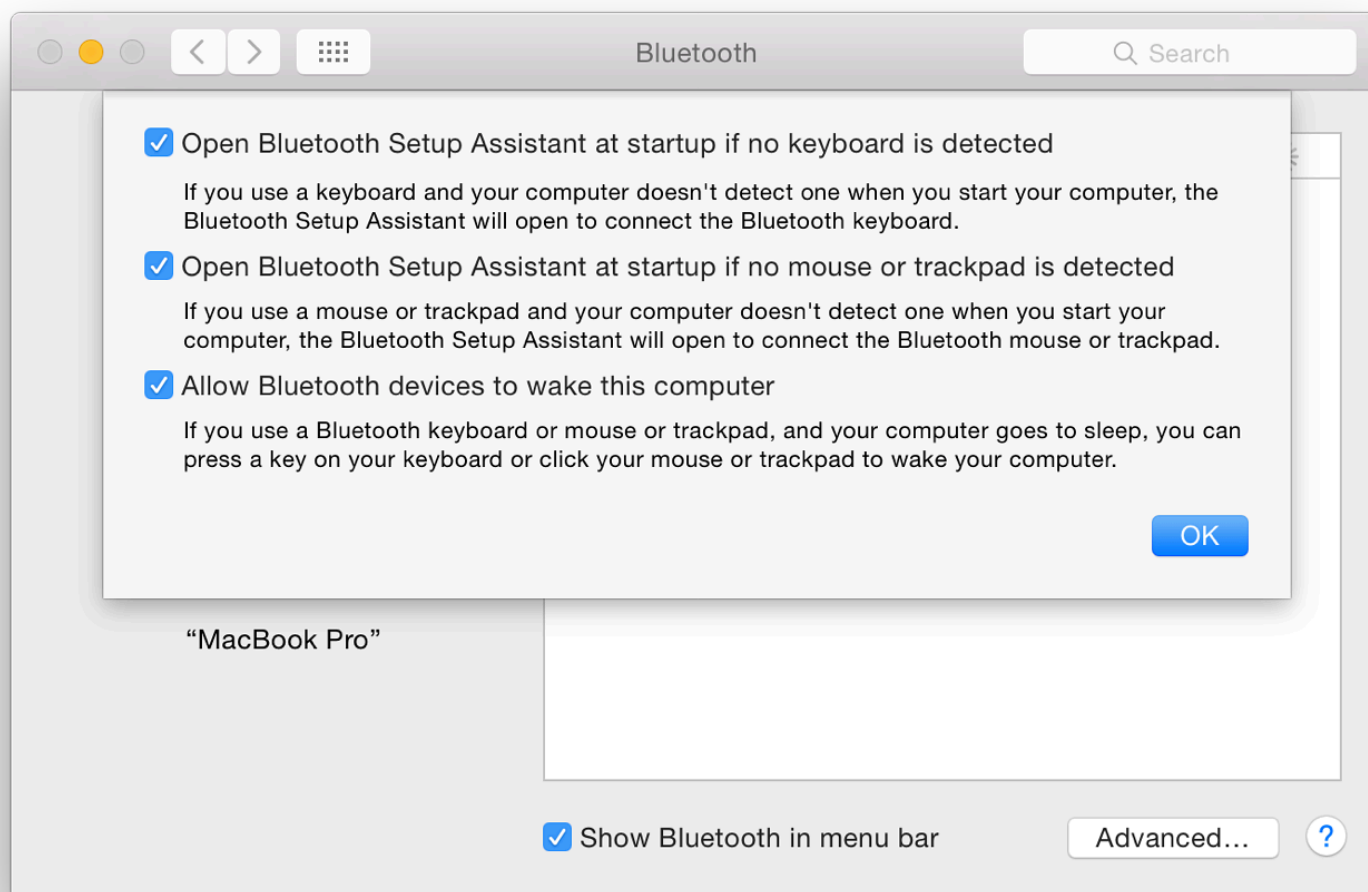 Bluetooth
Search
Open Bluetooth Setup Assistant at startup if no keyboard is detected
If you use a keyboard and your computer doesn't detect one when you start your computer, the
Bluetooth Setup Assistant will open to connect the Bluetooth keyboard.
Open Bluetooth Setup Assistant at startup if no mouse or trackpad is detected
If you use a mouse or trackpad and your computer doesn't detect one when you start your
computer, the Bluetooth Setup Assistant will open to connect the Bluetooth mouse or trackpad.
Allow Bluetooth devices to wake this computer
If you use a Bluetooth keyboard or mouse or trackpad, and your computer goes to sleep, you can
press a key on your keyboard or click your mouse or trackpad to wake your computer.
OK
“MacBook Pro”
Show Bluetooth in menu bar
Advanced...
?